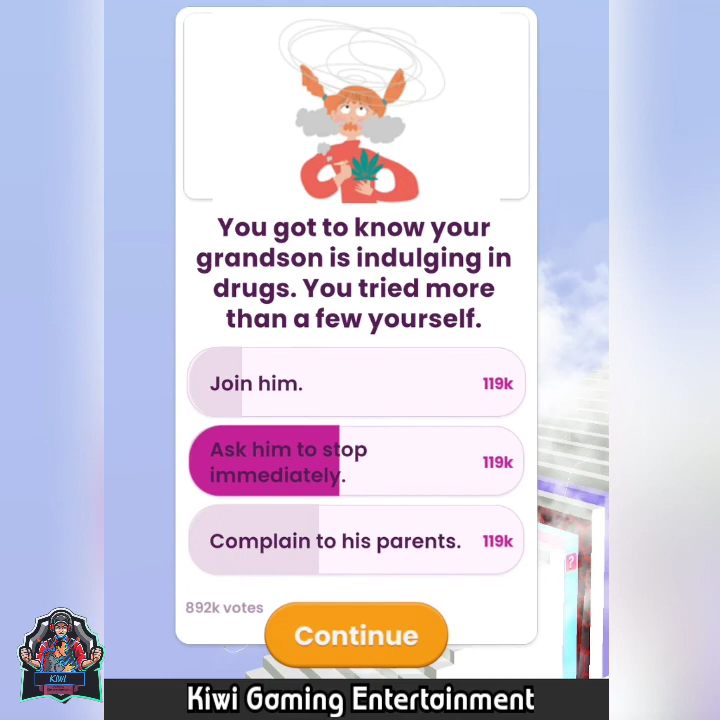 You got to know your
grandson is indulging in
drugs. You tried more
than a few yourself.
Join him.
119k
Ask him to stop
immediately.
119k
Complain to his parents.
119k
892k votes
Continue
?
KIWI
Kiwi Gaming Entertainment